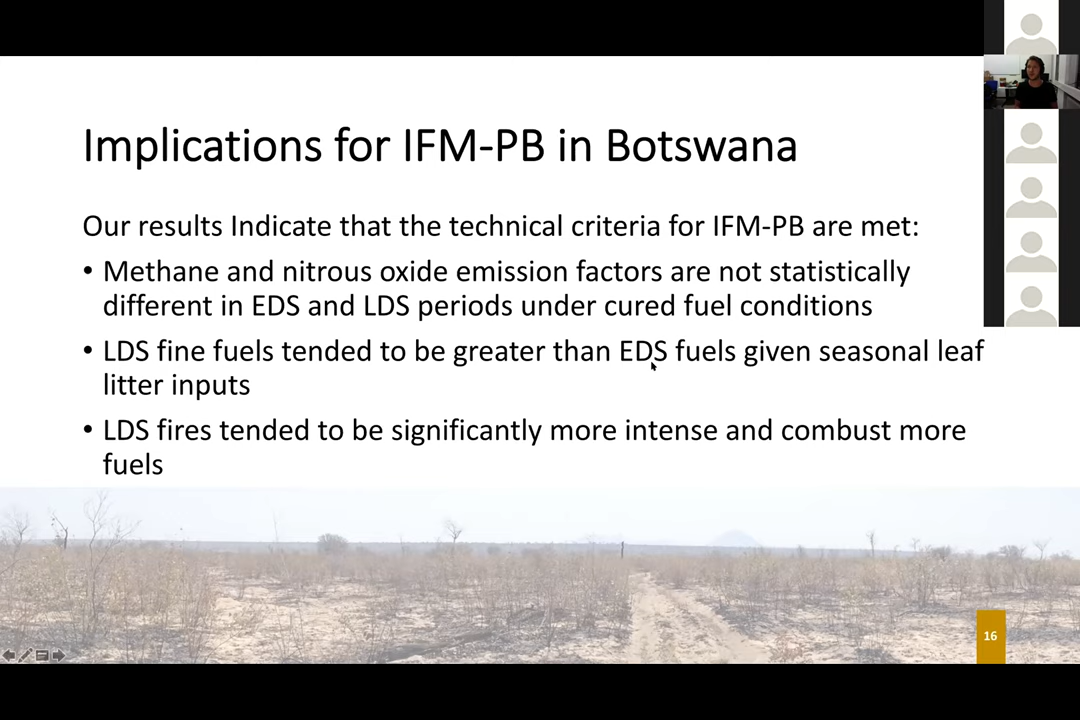 Implications for IFM-PB in Botswana
Our results Indicate that the technical criteria for IFM-PB are met:
• Methane and nitrous oxide emission factors are not statistically
different in EDS and LDS periods under cured fuel conditions
• LDS fine fuels tended to be greater than EDS fuels given seasonal leaf
litter inputs
• LDS fires tended to be significantly more intense and combust more
fuels
16